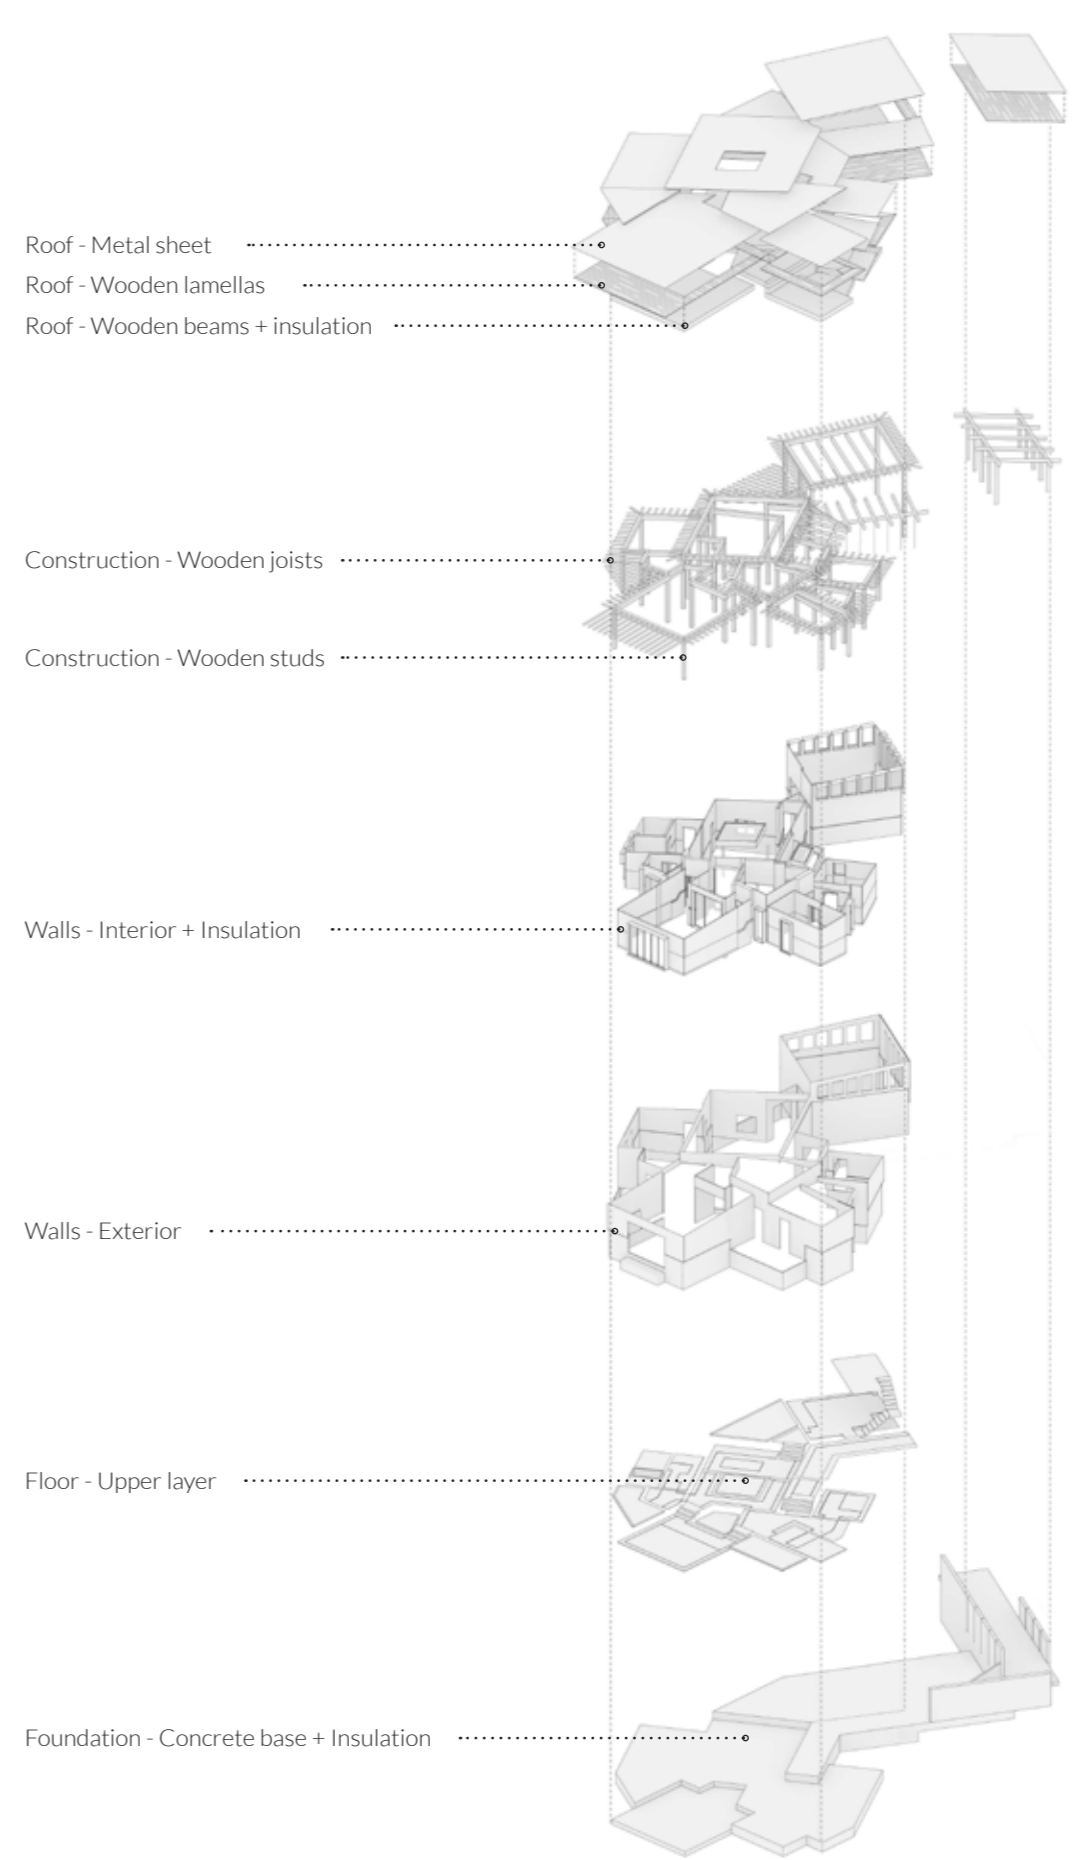 Roof - Metal sheet
Roof - Wooden lamellas
Roof - Wooden beams + insulation
Construction - Wooden joists
Construction - Wooden studs
Walls - Interior + Insulation
Walls - Exterior
Floor - Upper layer
Foundation - Concrete base + Insulation